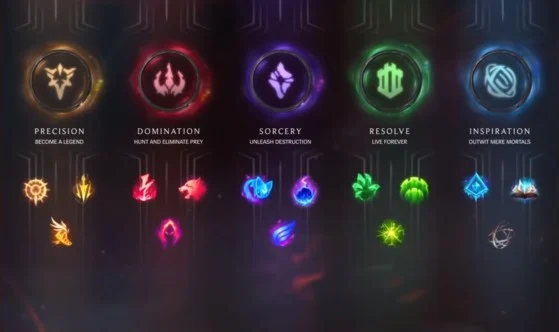 PRECISION
BECOME A LEGEND
DOMINATION
HUNT AND ELIMINATE PREY
SORCERY
UNLEASH DESTRUCTION
RESOLVE
LIVE FOREVER
INSPIRATION
OUTWIT MERE MORTALS